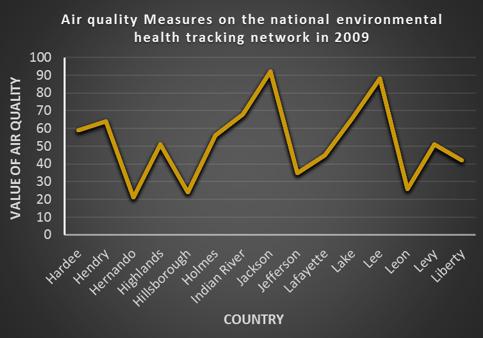 Air quality Measures on the national environmental
health tracking network in 2009
VALUE OF AIR QUALITY
100
90
80
70
60
50
40
30
20
10
0
Hardee
Hendry
Hernando
Highlands
Hillsborough
Holmes
Indian River
Jackson
Jefferson
Lafayette
Lake
Lee
Leon
Levy
Liberty
COUNTRY